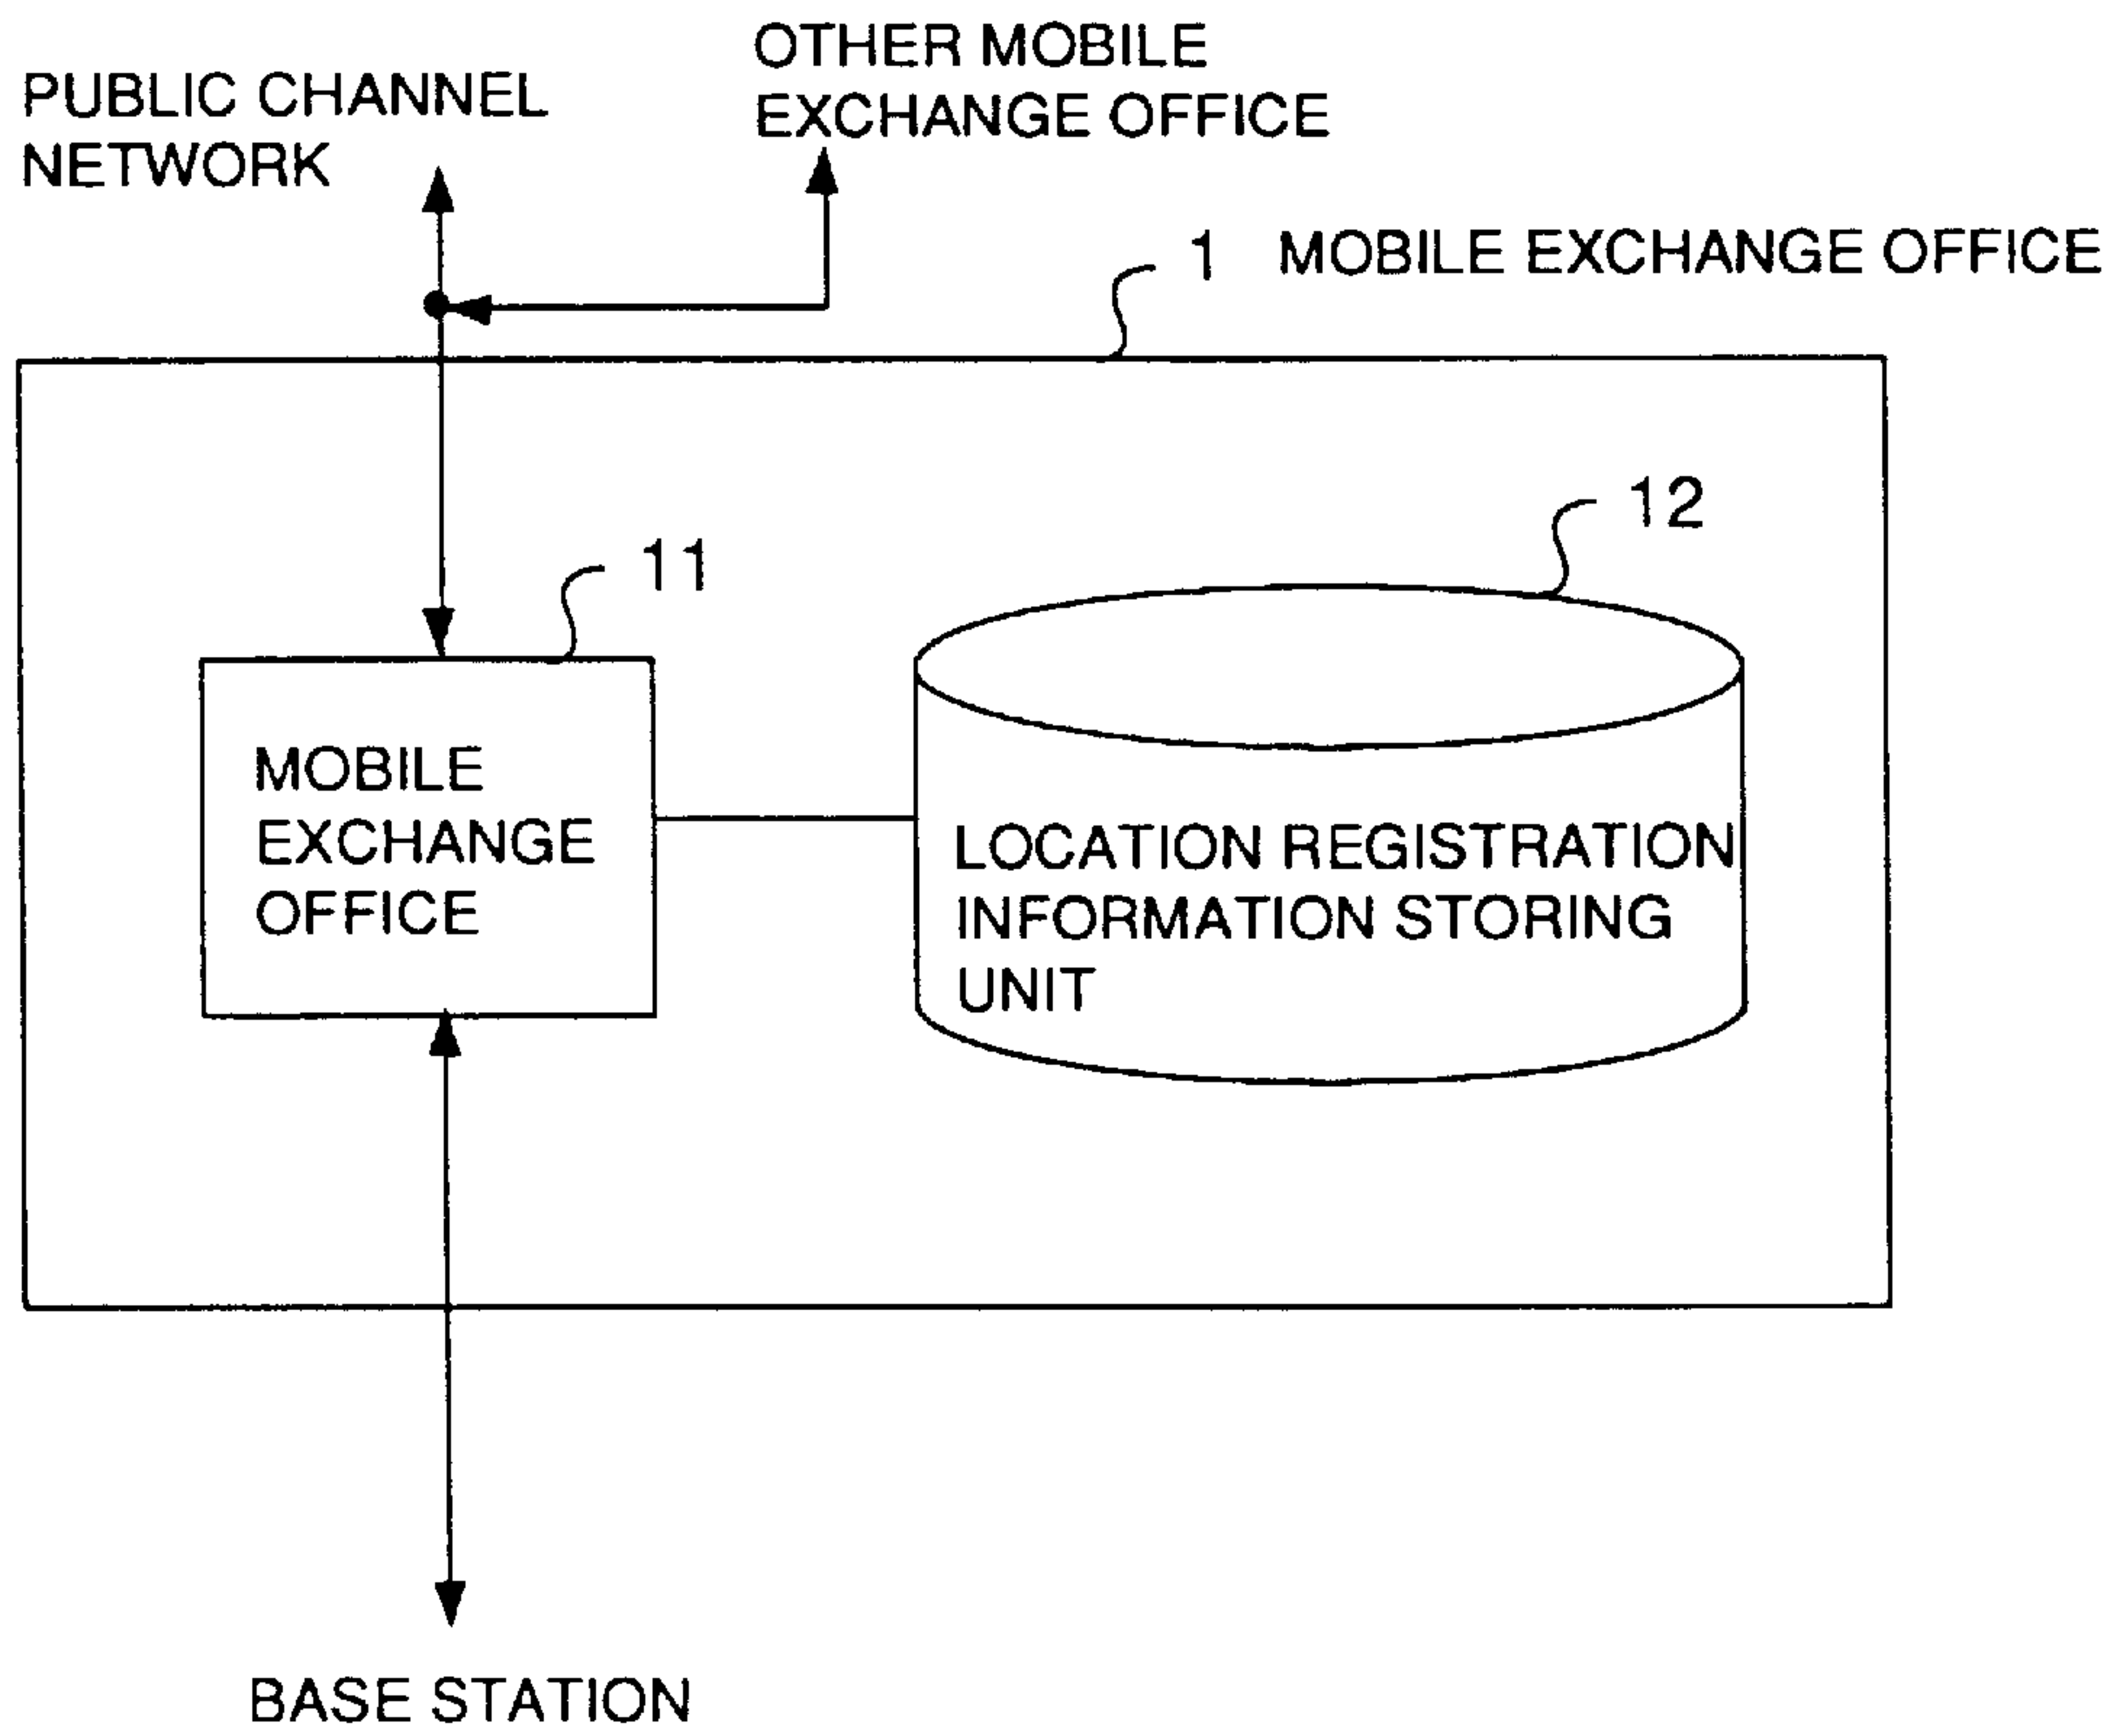 OTHER MOBILE
EXCHANGE OFFICE
PUBLIC CHANNEL
NETWORK
1 MOBILE EXCHANGE OFFICE
12
11
MOBILE
EXCHANGE
OFFICE
LOCATION REGISTRATION
INFORMATION STORING
UNIT
BASE STATION